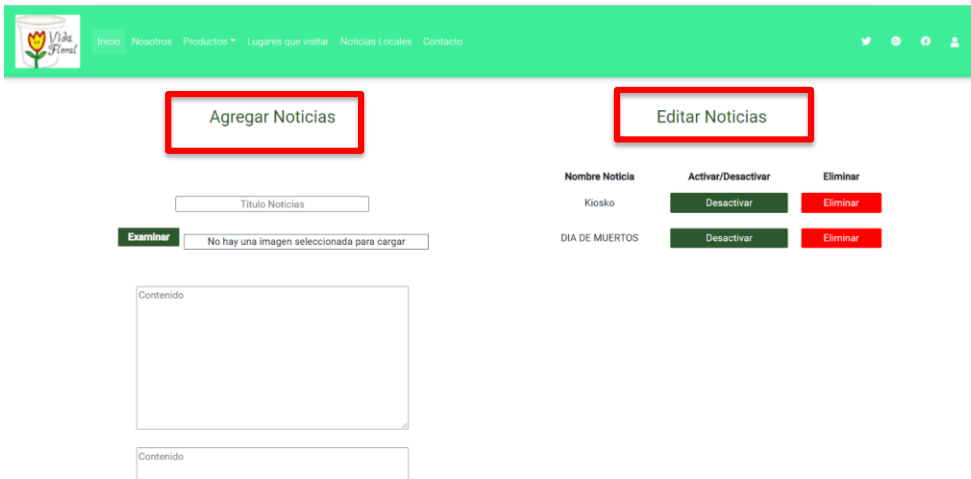 Vida
Floral
Inicio Nosotros Productos Lugares que visitar Noticias Locales Contacto
Agregar Noticias
Titulo Noticias
Examinar No hay una imagen seleccionada para cargar
Contenido
Contenido
Editar Noticias
Nombre Noticia Activar/Desactivar Eliminar
Kiosko Desactivar Eliminar
DIA DE MUERTOS Desactivar Eliminar